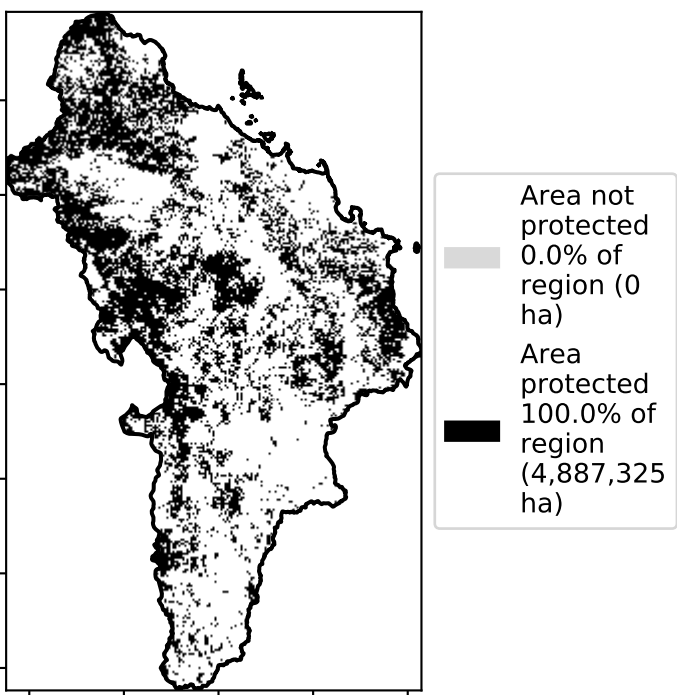 Area not
protected
0.0% of
region (0
ha)
Area
protected
100.0% of
region
(4,887,325
ha)